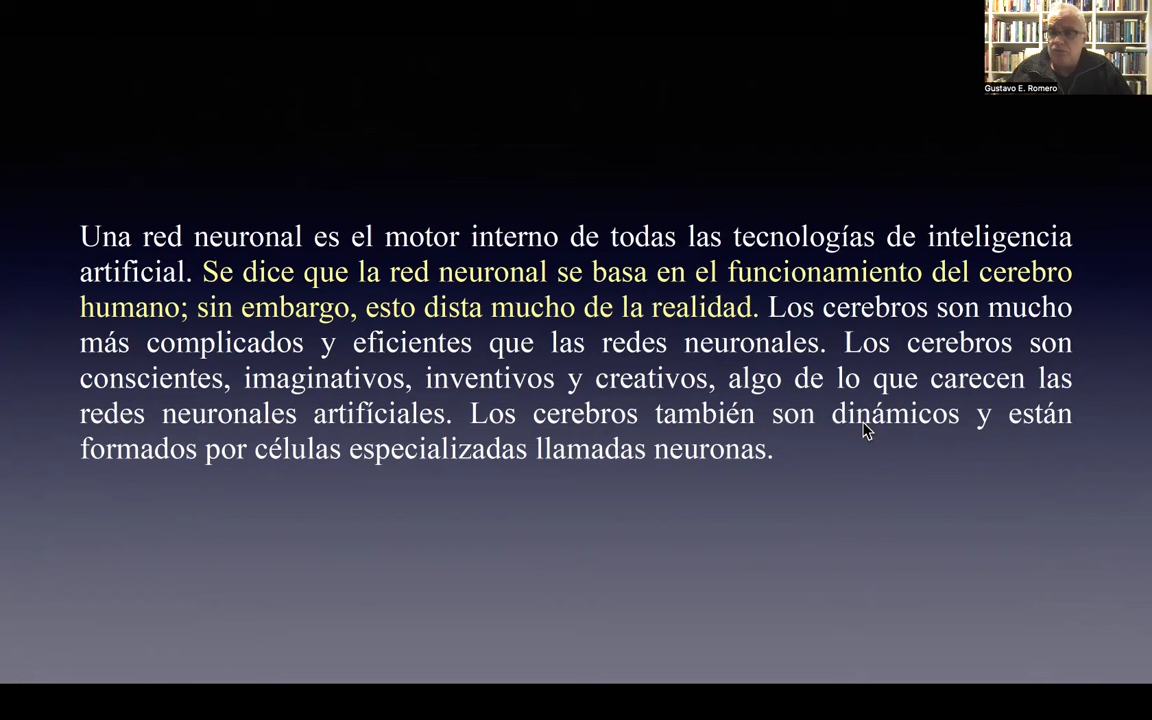 Gustavo E. Romero
Una red neuronal es el motor interno de todas las tecnologías de inteligencia
artificial. Se dice que la red neuronal se basa en el funcionamiento del cerebro
humano; sin embargo, esto dista mucho de la realidad. Los cerebros son mucho
más complicados y eficientes que las redes neuronales. Los cerebros son
conscientes, imaginativos, inventivos y creativos, algo de lo que carecen las
redes neuronales artifíciales. Los cerebros también son dinámicos y están
formados por células especializadas llamadas neuronas.